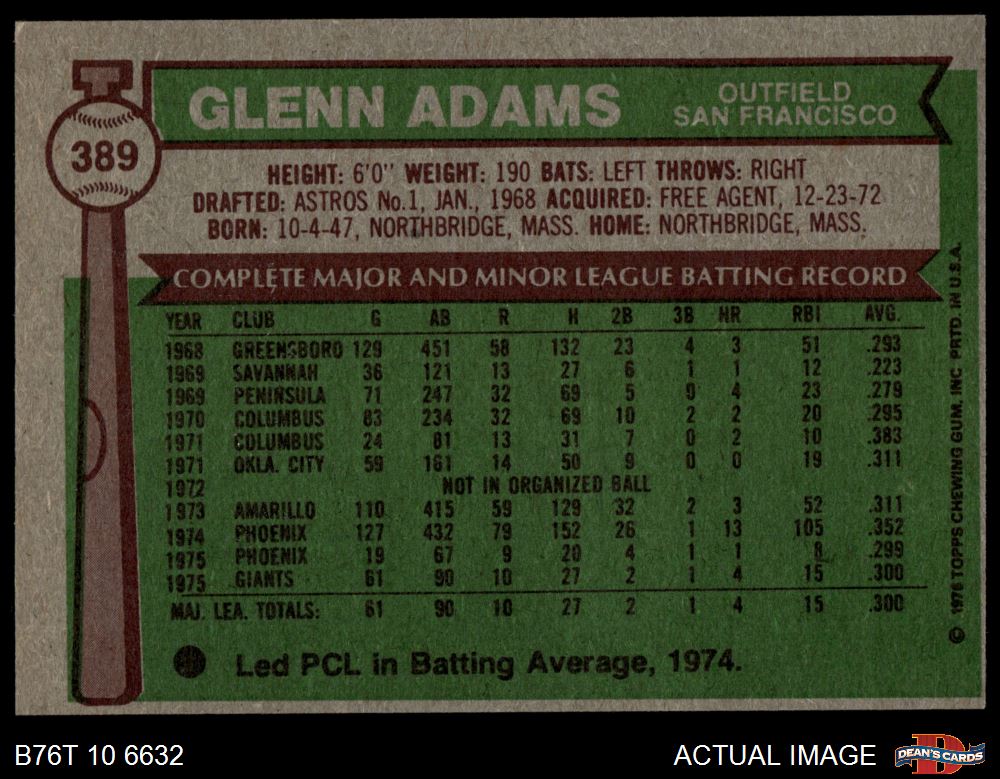 389
GLENN ADAMS
OUTFIELD
SAN FRANCISCO
HEIGHT: 6'0" WEIGHT: 190 BATS: LEFT THROWS: RIGHT
DRAFTED: ASTROS No.1, JAN., 1968 ACQUIRED: FREE AGENT, 12-23-72
BORN: 10-4-47, NORTHBRIDGE, MASS. HOME: NORTHBRIDGE, MASS.
COMPLETE MAJOR AND MINOR LEAGUE BATTING RECORD
YEAR CLUB G AB R H 2B 3B HR RBI AVG.
1968 GREENSBORO 129 451 58 132 23 4 3 51 .293
1969 SAVANNAH 36 121 13 27 6 1 1 12 .223
1969 PENINSULA 71 247 32 69 5 0 4 23 .279
1970 COLUMBUS 83 234 32 69 10 2 2 20 .295
1971 COLUMBUS 24 81 13 31 7 0 2 10 .383
1971 OKLA. CITY 59 161 14 50 9 0 0 19 .311
1972 NOT IN ORGANIZED BALL
1973 AMARILLO 110 415 59 129 32 2 3 52 .311
1974 PHOENIX 127 432 79 152 26 1 13 105 .352
1975 PHOENIX 19 67 9 20 4 1 1 8 .299
1975 GIANTS 61 90 10 27 2 1 4 15 .300
MAJ. LEA. TOTALS: 61 90 10 27 2 1 4 15 .300
Led PCL in Batting Average, 1974.
© 1976 TOPPS CHEWING GUM, INC. PRTD. IN U.S.A.
B76T 10 6632
ACTUAL IMAGE
DEAN'S CARDS